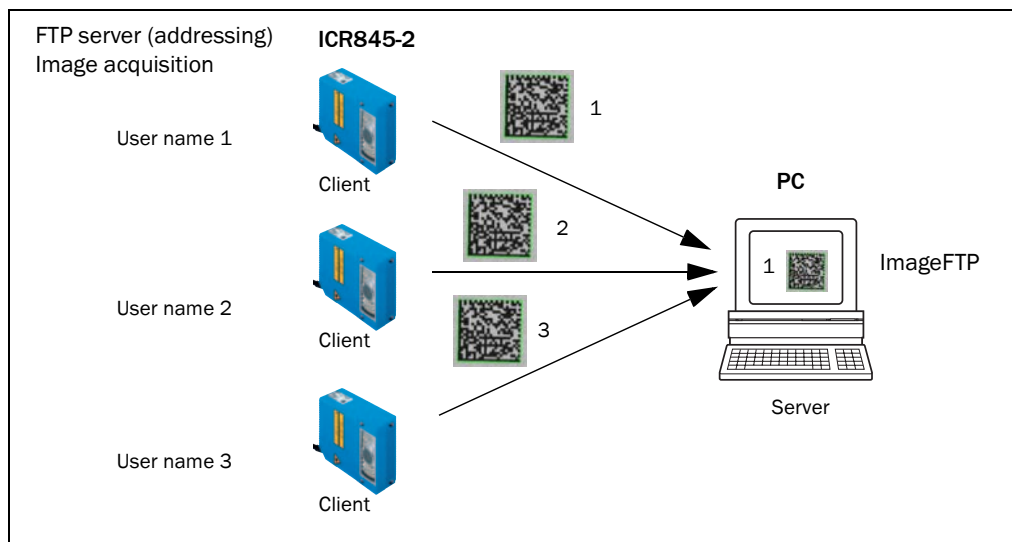 FTP server (addressing)
Image acquisition
ICR845-2
User name 1
Client
1
User name 2
Client
2
User name 3
Client
3
PC
1
ImageFTP
Server